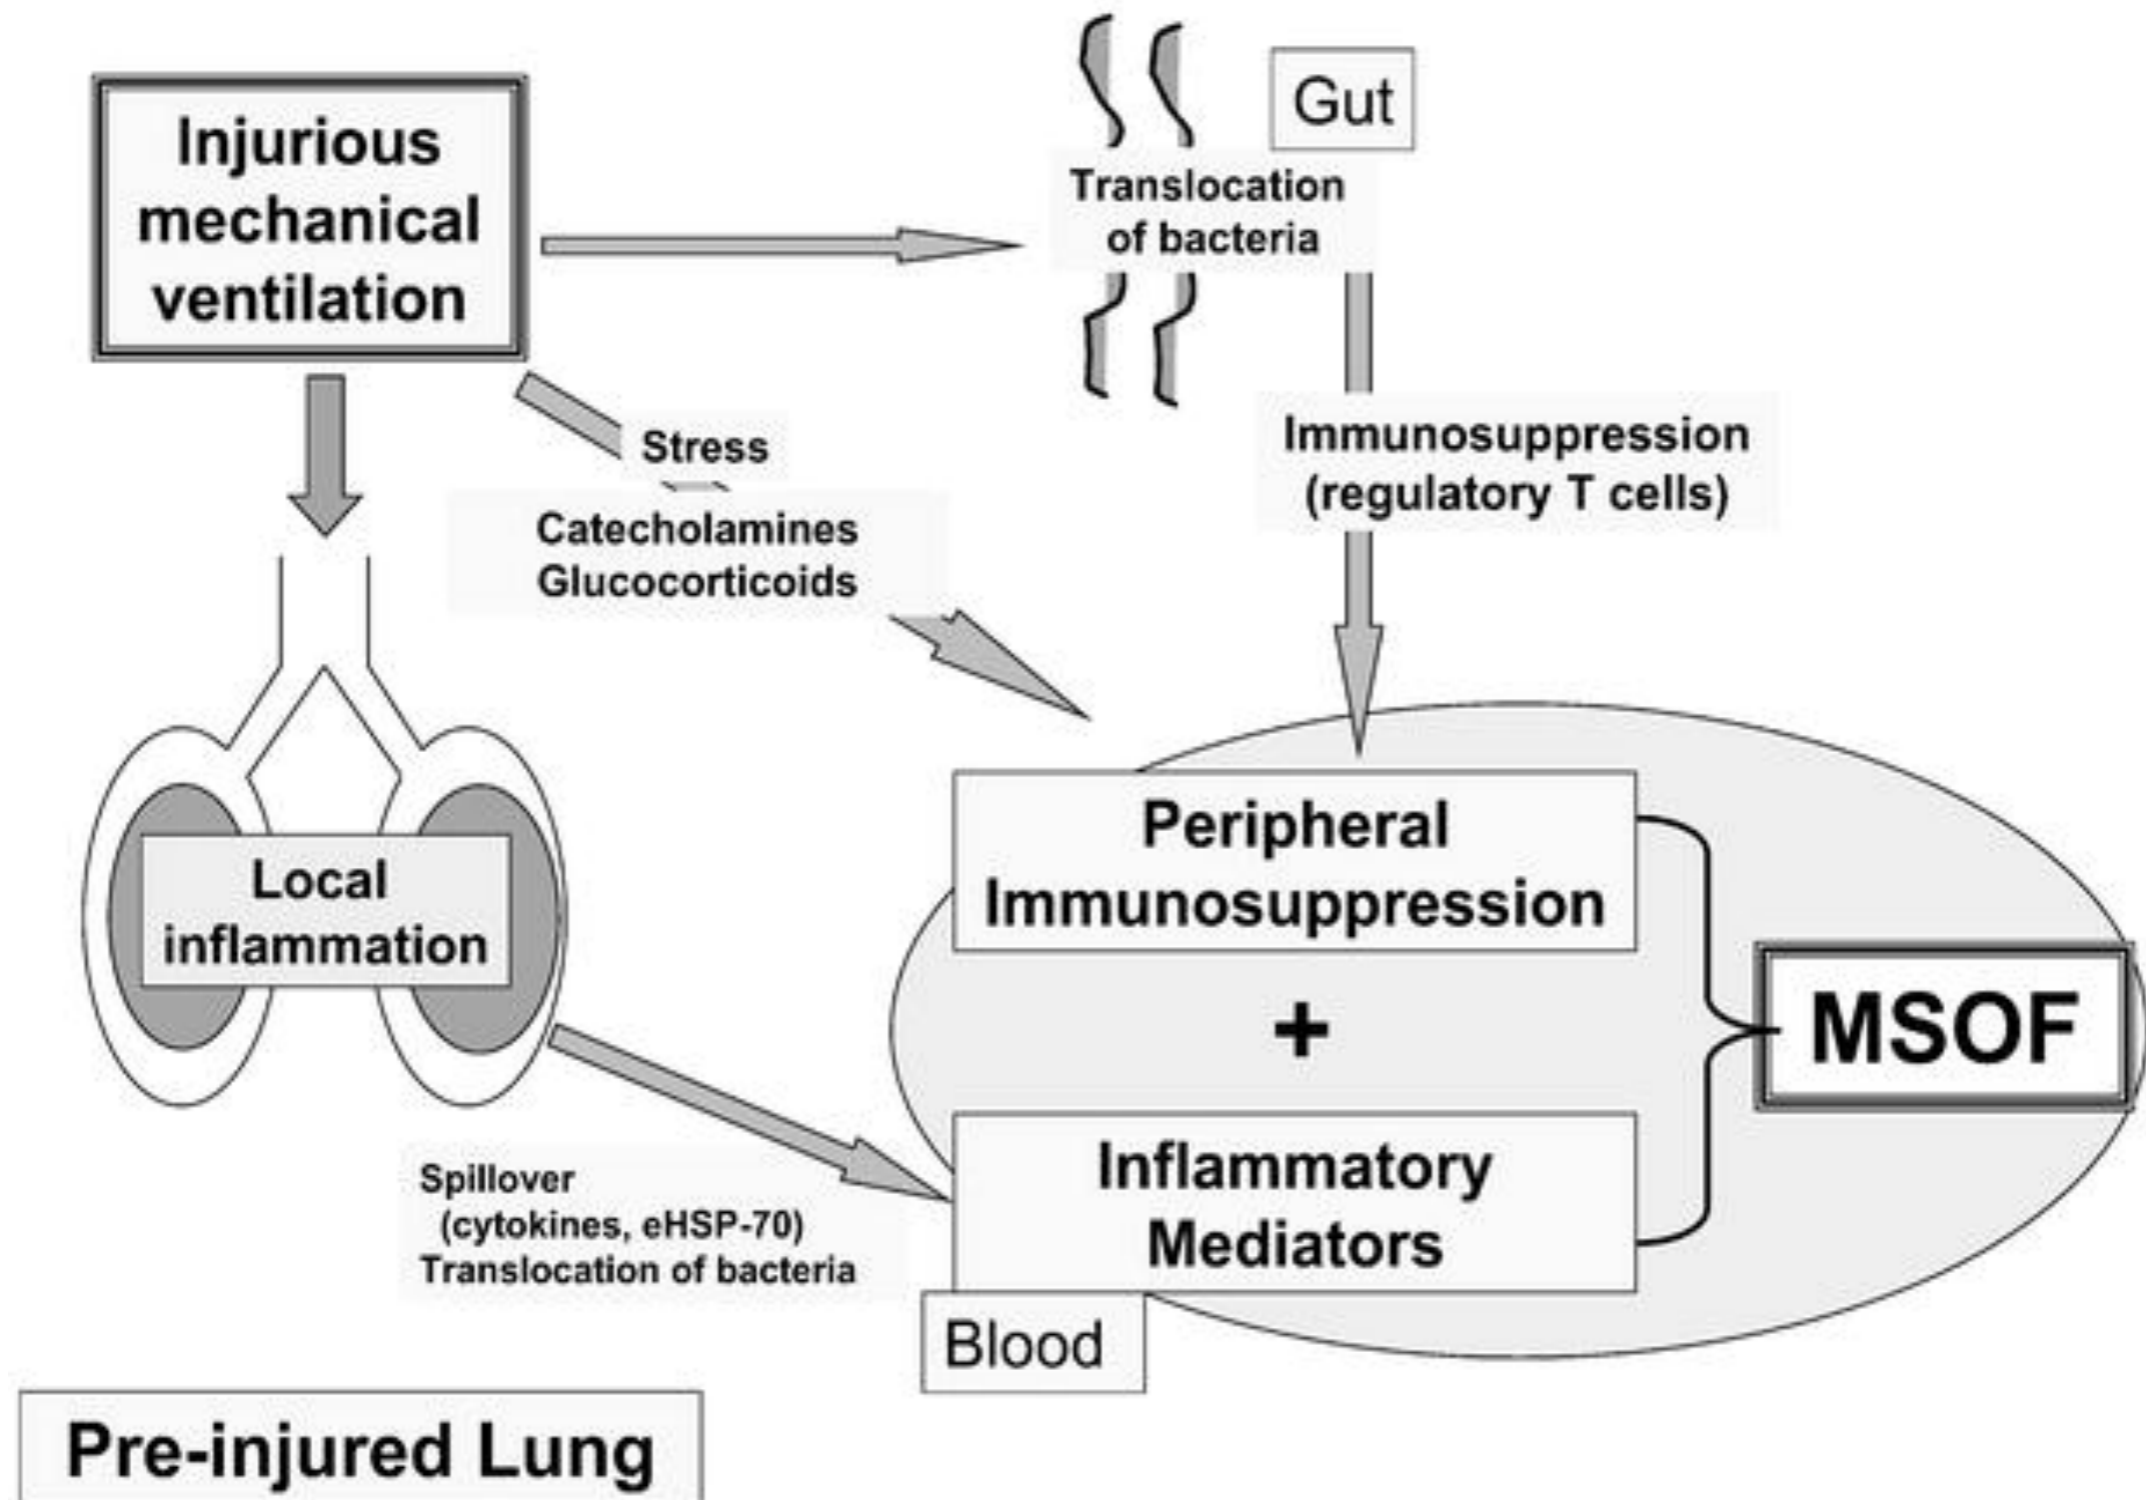 Injurious
mechanical
ventilation
Gut
Translocation
of bacteria
Stress
Catecholamines
Glucocorticoids
Immunosuppression
(regulatory T cells)
Local
inflammation
Peripheral
Immunosuppression
+
MSOF
Inflammatory
Mediators
Spillover
(cytokines, eHSP-70)
Translocation of bacteria
Blood
Pre-injured Lung